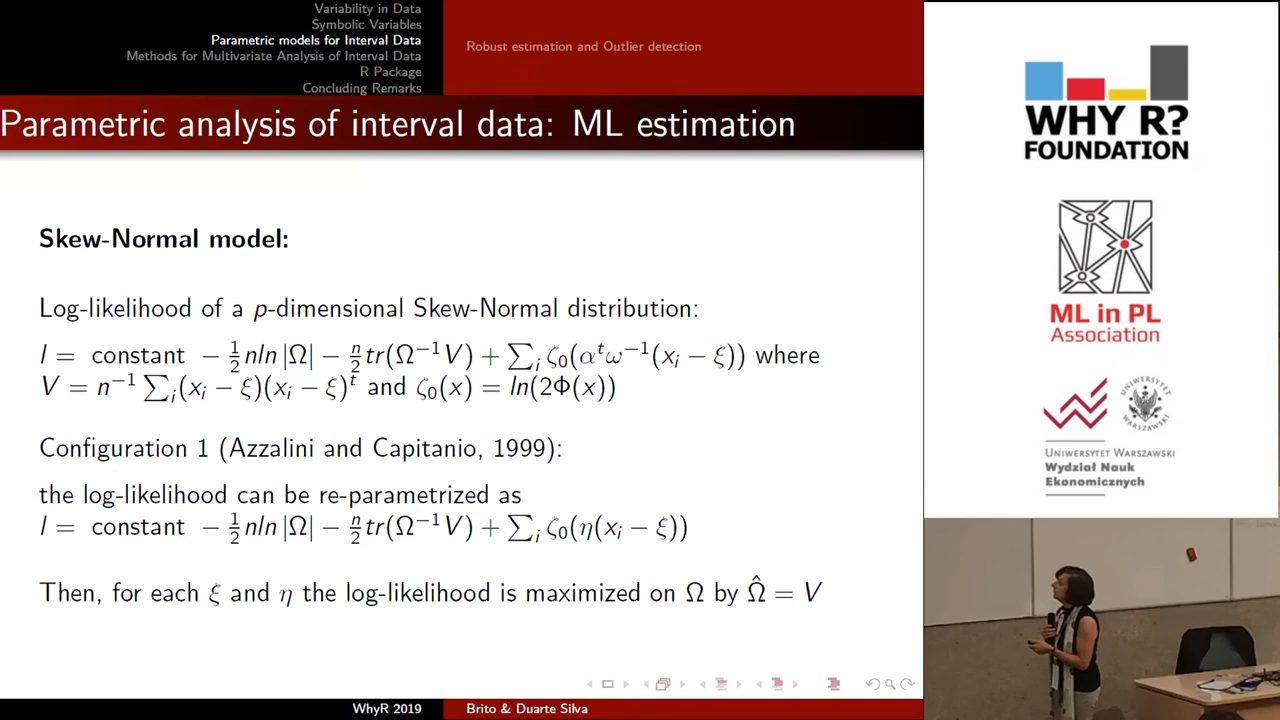 Variability in Data
Symbolic Variables
Parametric models for Interval Data
Methods for Multivariate Analysis of Interval Data
R Package
Concluding Remarks
Robust estimation and Outlier detection
Parametric analysis of interval data: ML estimation
Skew-Normal model:
Log-likelihood of a p-dimensional Skew-Normal distribution:
l = constant − ½nln|Ω| − n/2 tr(Ω⁻¹V) + ∑ᵢ ζ₀(αᵗω⁻¹(xᵢ − ξ)) where
V = n⁻¹ ∑ᵢ(xᵢ − ξ)(xᵢ − ξ)ᵗ and ζ₀(x) = ln(2Φ(x))
Configuration 1 (Azzalini and Capitanio, 1999):
the log-likelihood can be re-parametrized as
l = constant − ½nln|Ω| − n/2 tr(Ω⁻¹V) + ∑ᵢ ζ₀(η(xᵢ − ξ))
Then, for each ξ and η the log-likelihood is maximized on Ω by Ω̂ = V
WhyR 2019
Brito & Duarte Silva
WHY R?
FOUNDATION
ML in PL
Association
UNIWERSYTET WARSZAWSKI
Wydział Nauk
Ekonomicznych